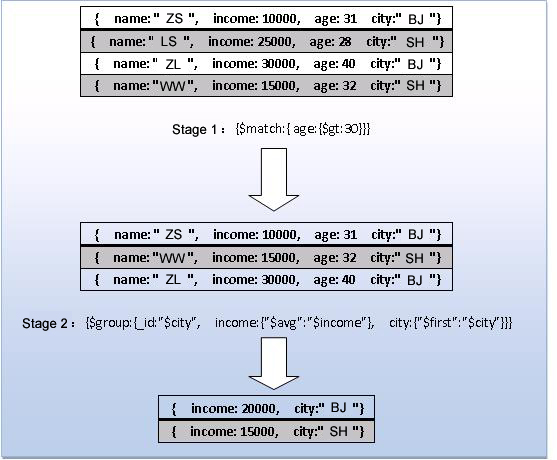 { name:" ZS ", income: 10000, age: 31 city:" BJ "}
{ name:" LS ", income: 25000, age: 28 city:" SH "}
{ name:" ZL ", income: 30000, age: 40 city:" BJ "}
{ name:"WW", income: 15000, age: 32 city:" SH"}
Stage 1： {$match:{ age:{$gt:30}}}
{ name:" ZS ", income: 10000, age: 31 city:" BJ "}
{ name:"WW", income: 15000, age: 32 city:" SH "}
{ name:" ZL ", income: 30000, age: 40 city:" BJ"}
Stage 2： {$group:{_id:"$city", income:{"$avg":"$income"}, city:{"$first":"$city"}}}
{ income: 20000, city:" BJ "}
{ income: 15000, city:" SH "}